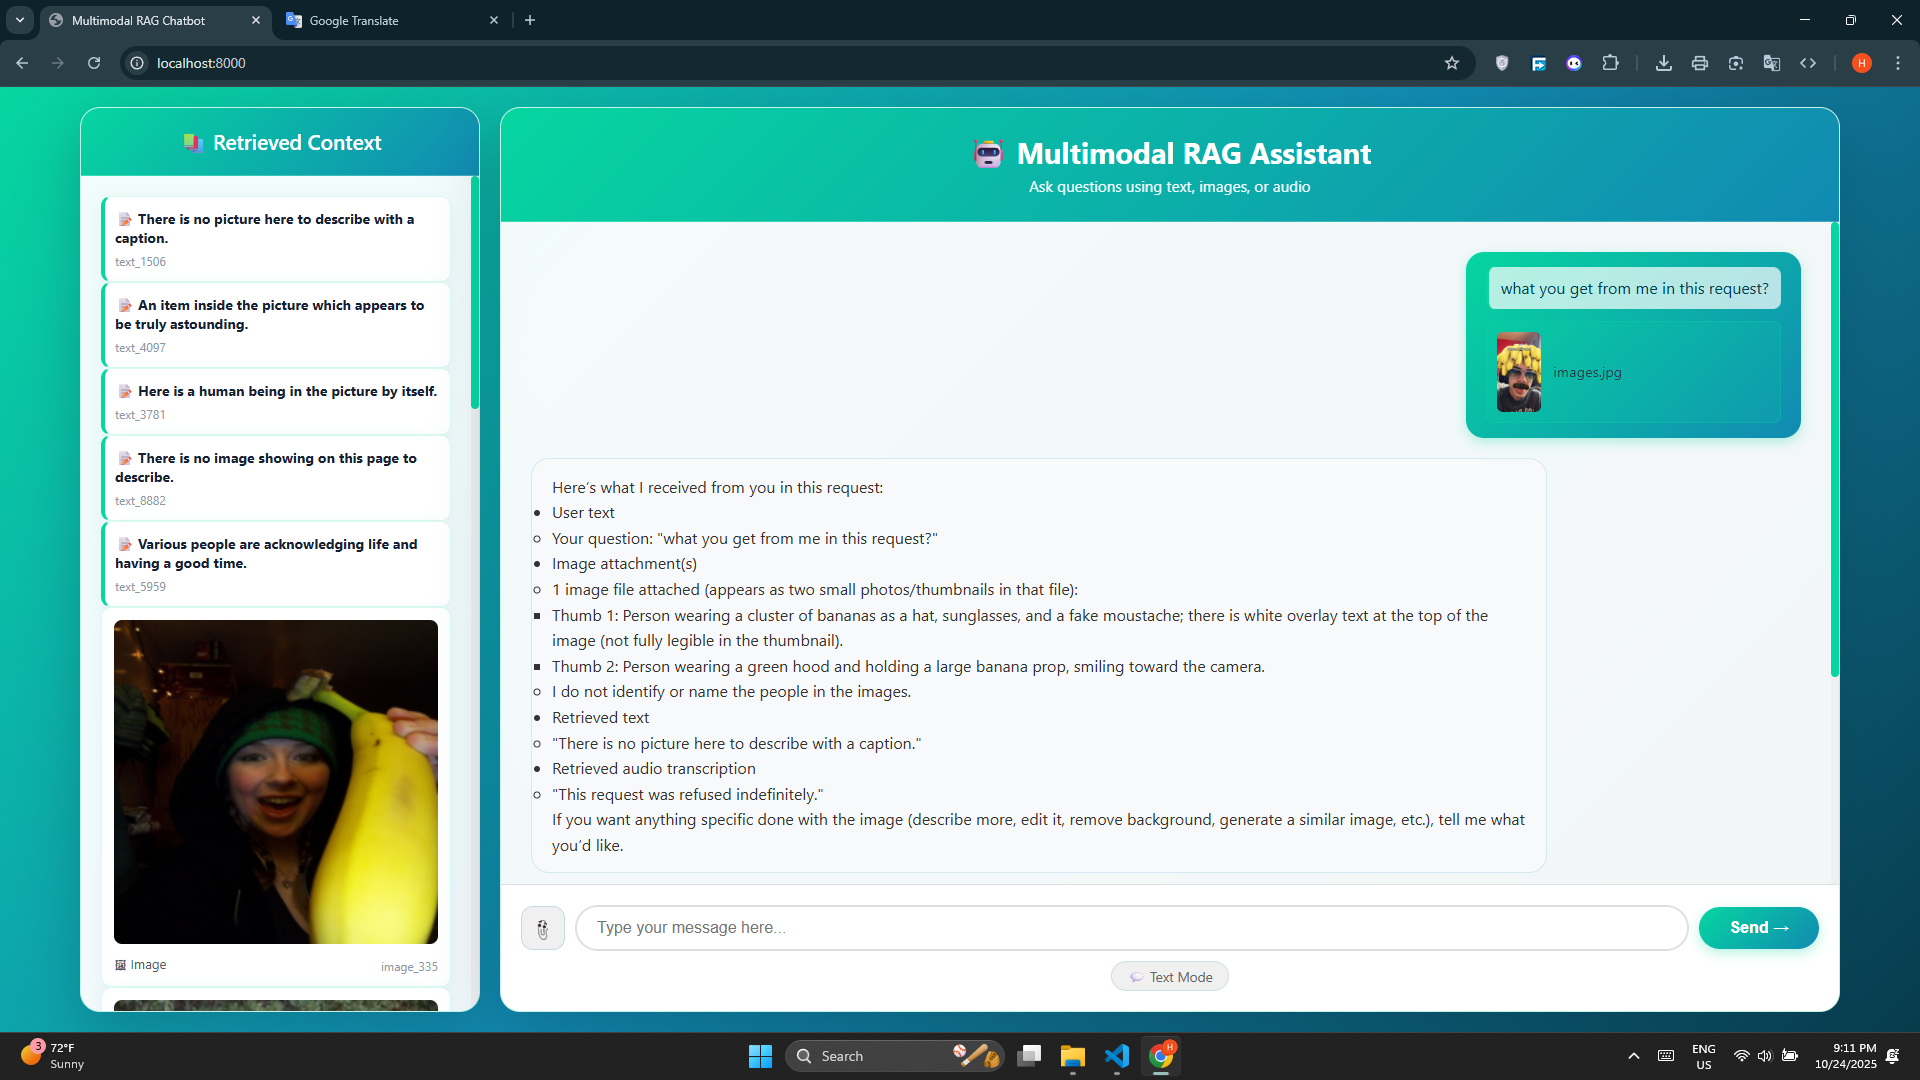 Multimodal RAG Chatbot
Google Translate
localhost:8000
H
Retrieved Context
There is no picture here to describe with a
caption.
text_1506
An item inside the picture which appears to
be truly astounding.
text_4097
Here is a human being in the picture by itself.
text_3781
There is no image showing on this page to
describe.
text_8882
Various people are acknowledging life and
having a good time.
text_5959
Image
image_335
Multimodal RAG Assistant
Ask questions using text, images, or audio
what you get from me in this request?
images.jpg
Here's what I received from you in this request:
User text
Your question: "what you get from me in this request?"
Image attachment(s)
1 image file attached (appears as two small photos/thumbnails in that file):
Thumb 1: Person wearing a cluster of bananas as a hat, sunglasses, and a fake moustache; there is white overlay text at the top of the
image (not fully legible in the thumbnail).
Thumb 2: Person wearing a green hood and holding a large banana prop, smiling toward the camera.
I do not identify or name the people in the images.
Retrieved text
"There is no picture here to describe with a caption."
Retrieved audio transcription
"This request was refused indefinitely."
If you want anything specific done with the image (describe more, edit it, remove background, generate a similar image, etc.), tell me what
you'd like.
Type your message here...
Send →
Text Mode
3
72°F
Sunny
Search
H
ENG
US
9:11 PM
10/24/2025